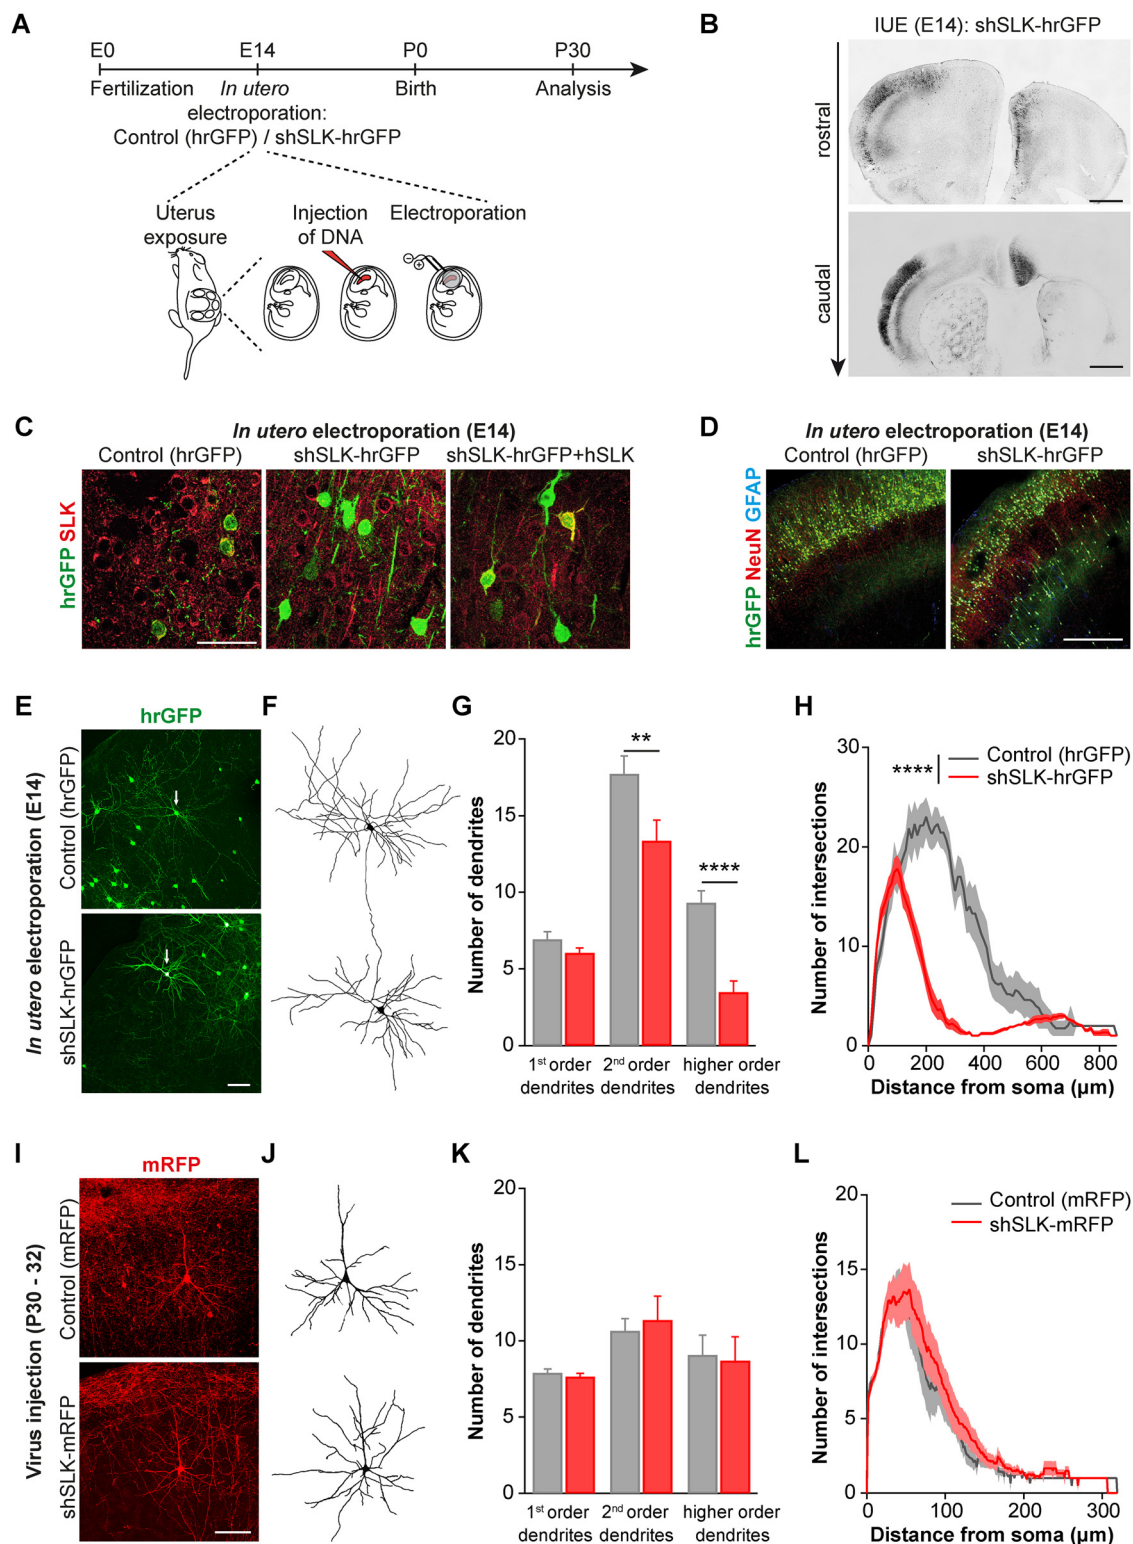 A
E0
E14
P0
P30
Fertilization
In utero
electroporation:
Control (hrGFP) / shSLK-hrGFP
Birth
Analysis
Uterus
exposure
Injection
of DNA
Electroporation
B
IUE (E14): shSLK-hrGFP
rostral
caudal
C
In utero electroporation (E14)
Control (hrGFP)
shSLK-hrGFP
shSLK-hrGFP+hSLK
hrGFP SLK
D
In utero electroporation (E14)
Control (hrGFP)
shSLK-hrGFP
hrGFP NeuN GFAP
E
hrGFP
In utero electroporation (E14)
Control (hrGFP)
shSLK-hrGFP
F
G
Number of dendrites
20
15
10
5
0
**
****
1st order
dendrites
2nd order
dendrites
higher order
dendrites
H
Number of intersections
30
20
10
0
****
Control (hrGFP)
shSLK-hrGFP
0
200
400
600
800
Distance from soma (µm)
I
mRFP
Virus injection (P30 - 32)
Control (mRFP)
shSLK-mRFP
J
K
Number of dendrites
20
15
10
5
0
1st order
dendrites
2nd order
dendrites
higher order
dendrites
L
Number of intersections
20
15
10
5
0
Control (mRFP)
shSLK-mRFP
0
100
200
300
Distance from soma (µm)